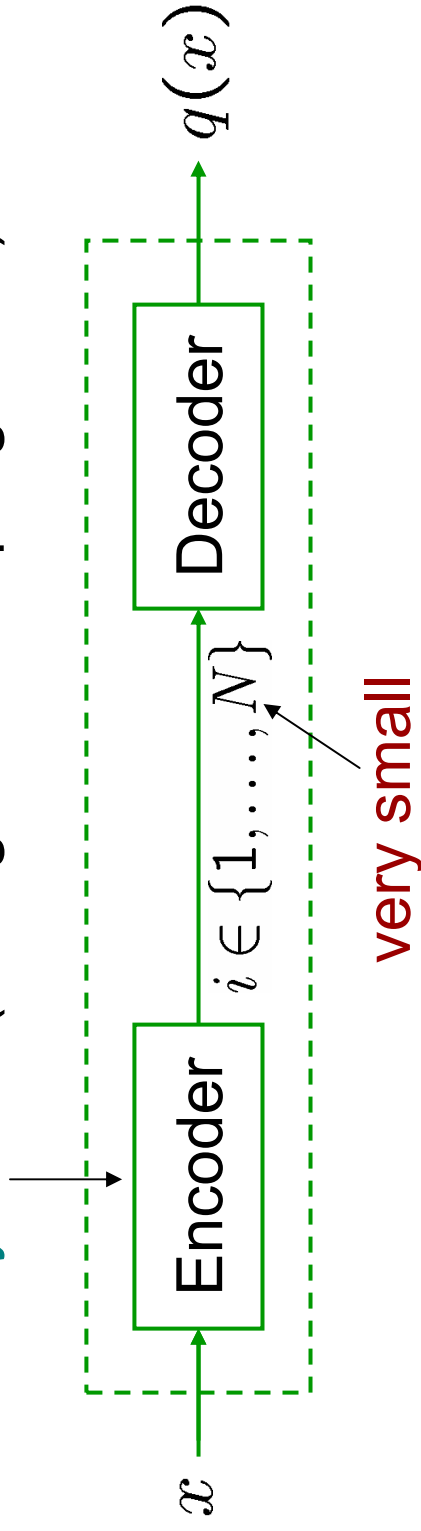 x
Encoder
i ∈ {1, . . . , N}
Decoder
q(x)
very small